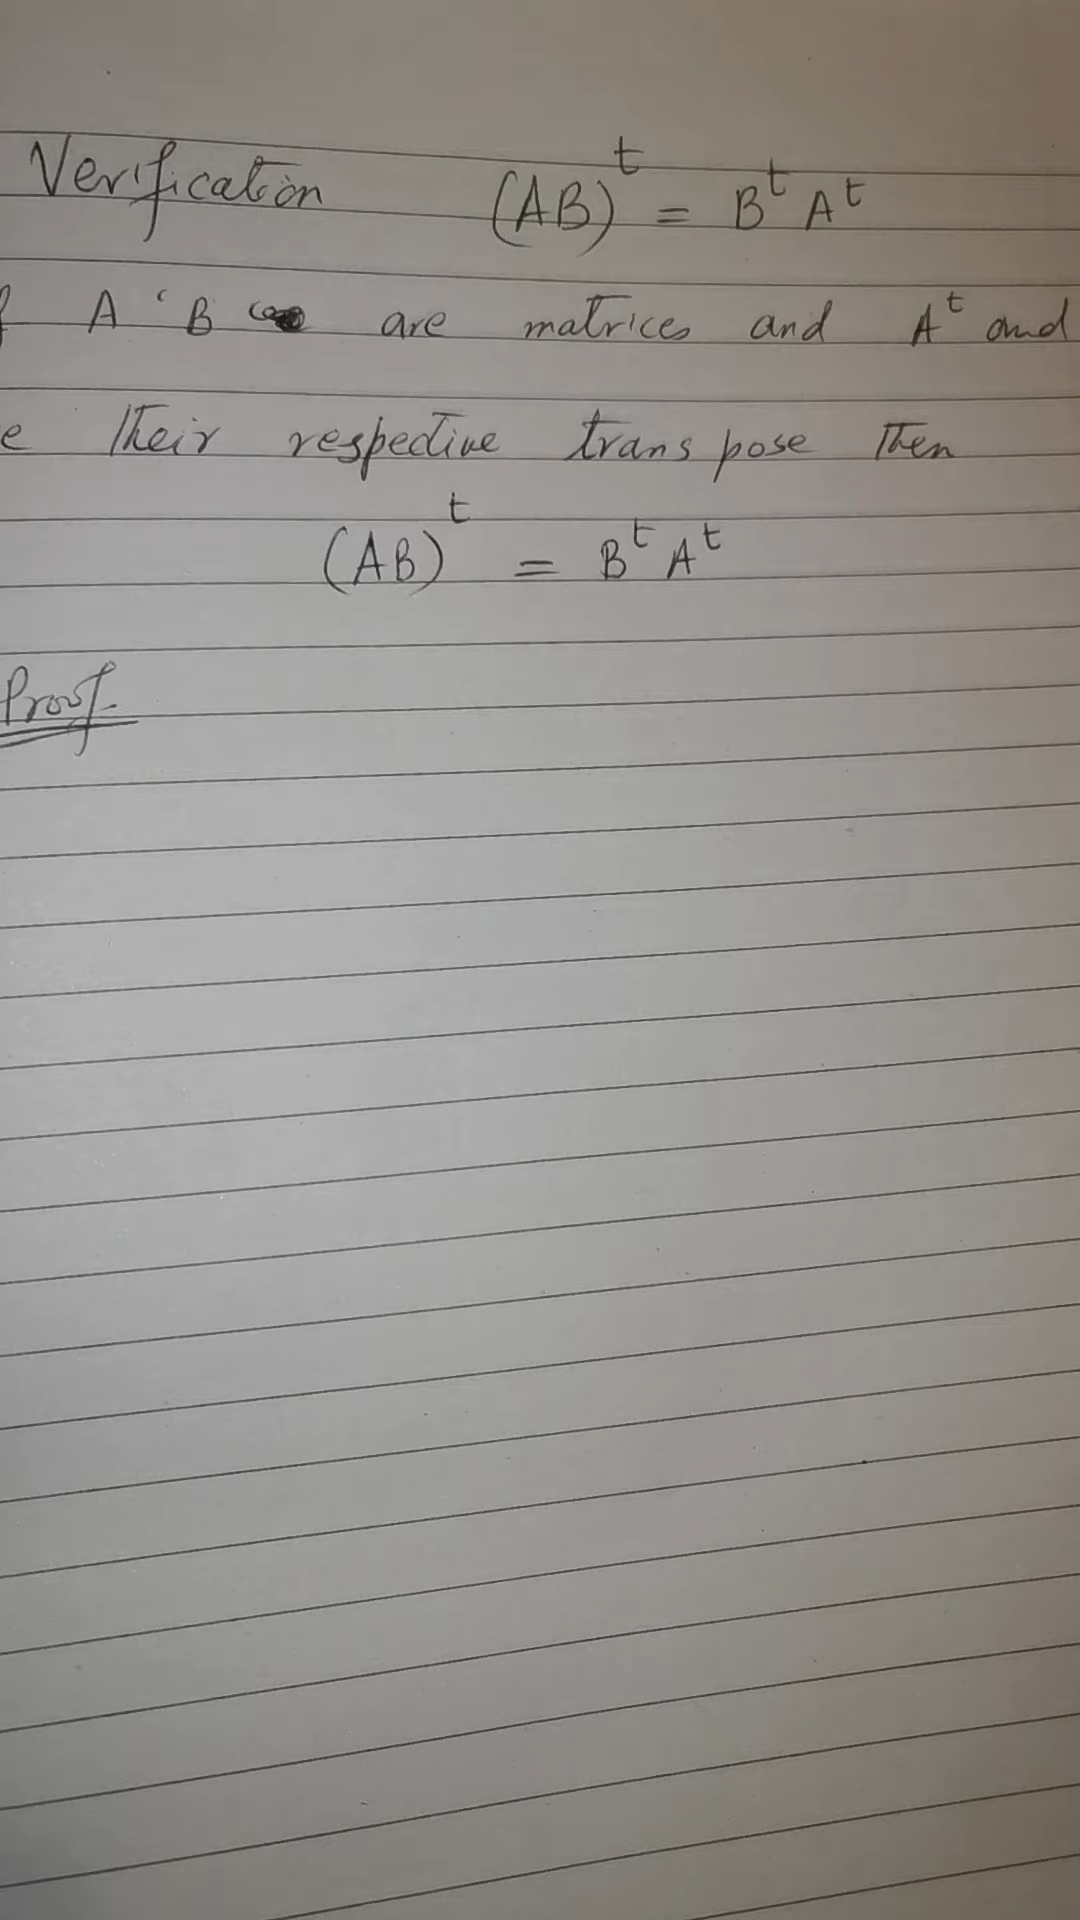 Verification (AB)^t = B^t A^t
A ‘ B are matrices and A^t and
e their respective transpose Then
(AB)^t = B^t A^t
Proof